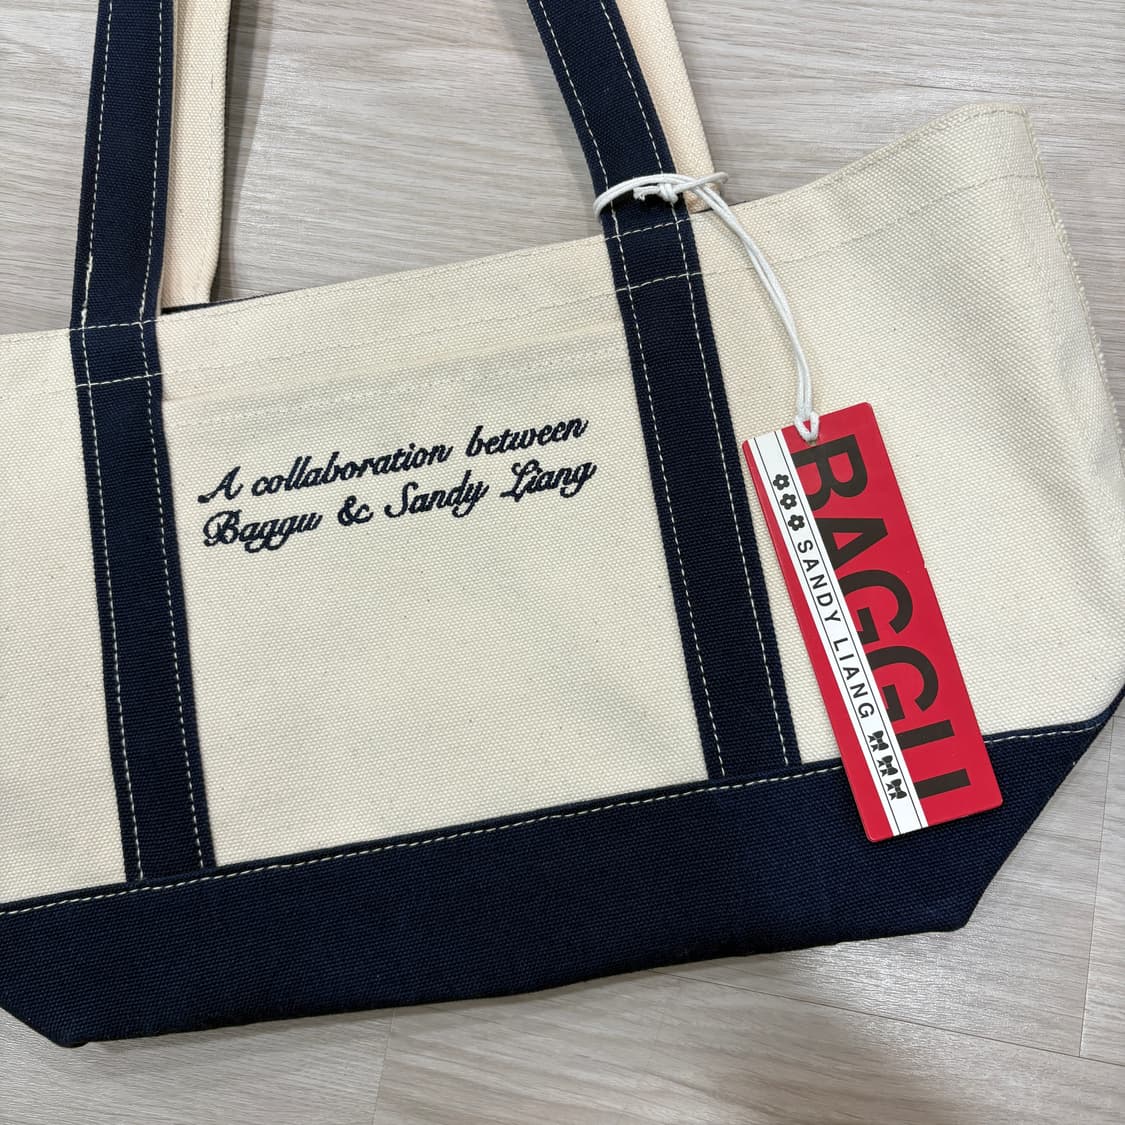 A collaboration between
Baggu & Sandy Liang
BAGGU
SANDY LIANG